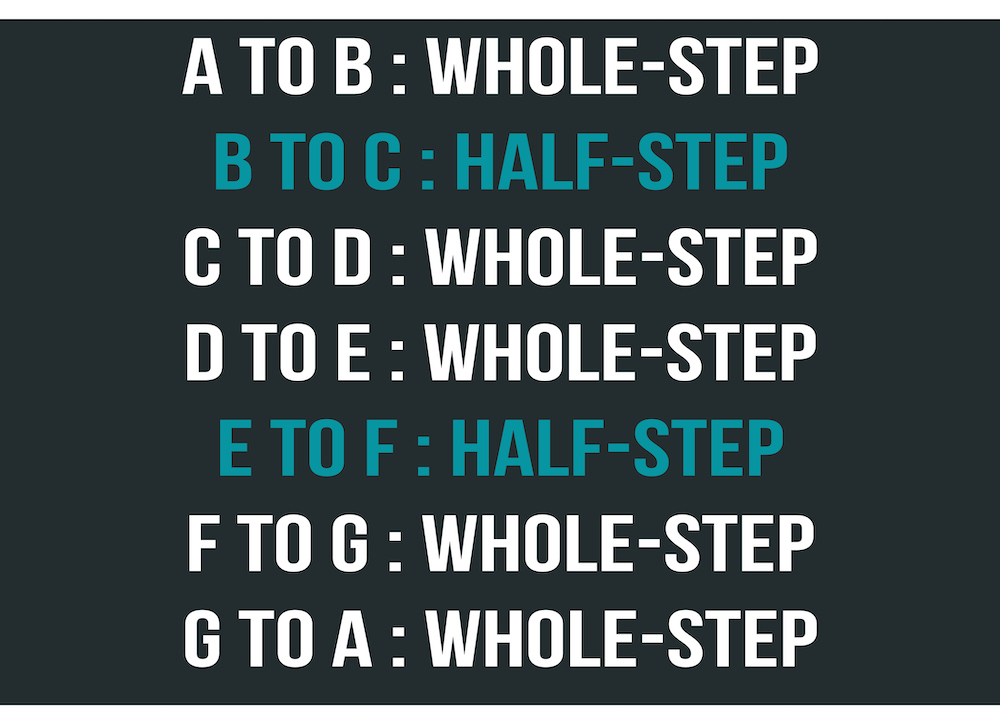 A TO B : WHOLE-STEP
B TO C : HALF-STEP
C TO D : WHOLE-STEP
D TO E : WHOLE-STEP
E TO F : HALF-STEP
F TO G : WHOLE-STEP
G TO A : WHOLE-STEP